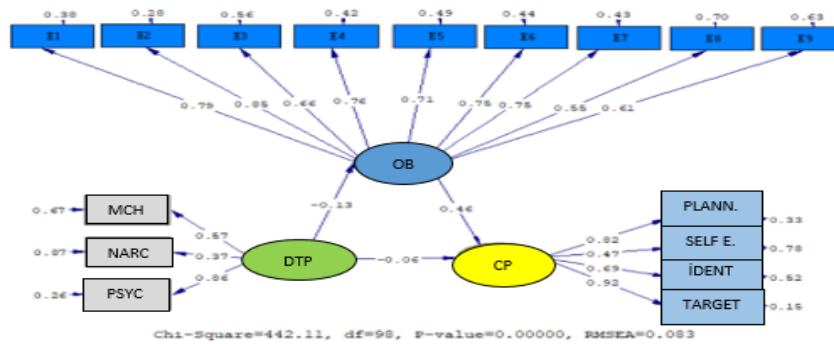 0.38 0.28 0.56 0.42 0.49 0.44 0.43 0.70 0.63
E1 E2 E3 E4 E5 E6 E7 E8 E9
0.79 0.85 0.66 0.76 0.71 0.75 0.75 0.55 0.61
OB
-0.13 0.46
0.67 MCH 0.57
0.87 NARC 0.37
0.26 PSYC 0.86
DTP -0.06 CP
0.82 PLANN. 0.33
0.47 SELF E. 0.78
0.69 İDENT 0.52
0.92 TARGET 0.15
Chi-Square=442.11, df=98, P-value=0.00000, RMSEA=0.083